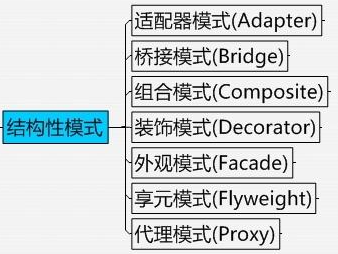 适配器模式(Adapter)
桥接模式(Bridge)
组合模式(Composite)
结构性模式
装饰模式(Decorator)
外观模式(Facade)
享元模式(Flyweight)
代理模式(Proxy)